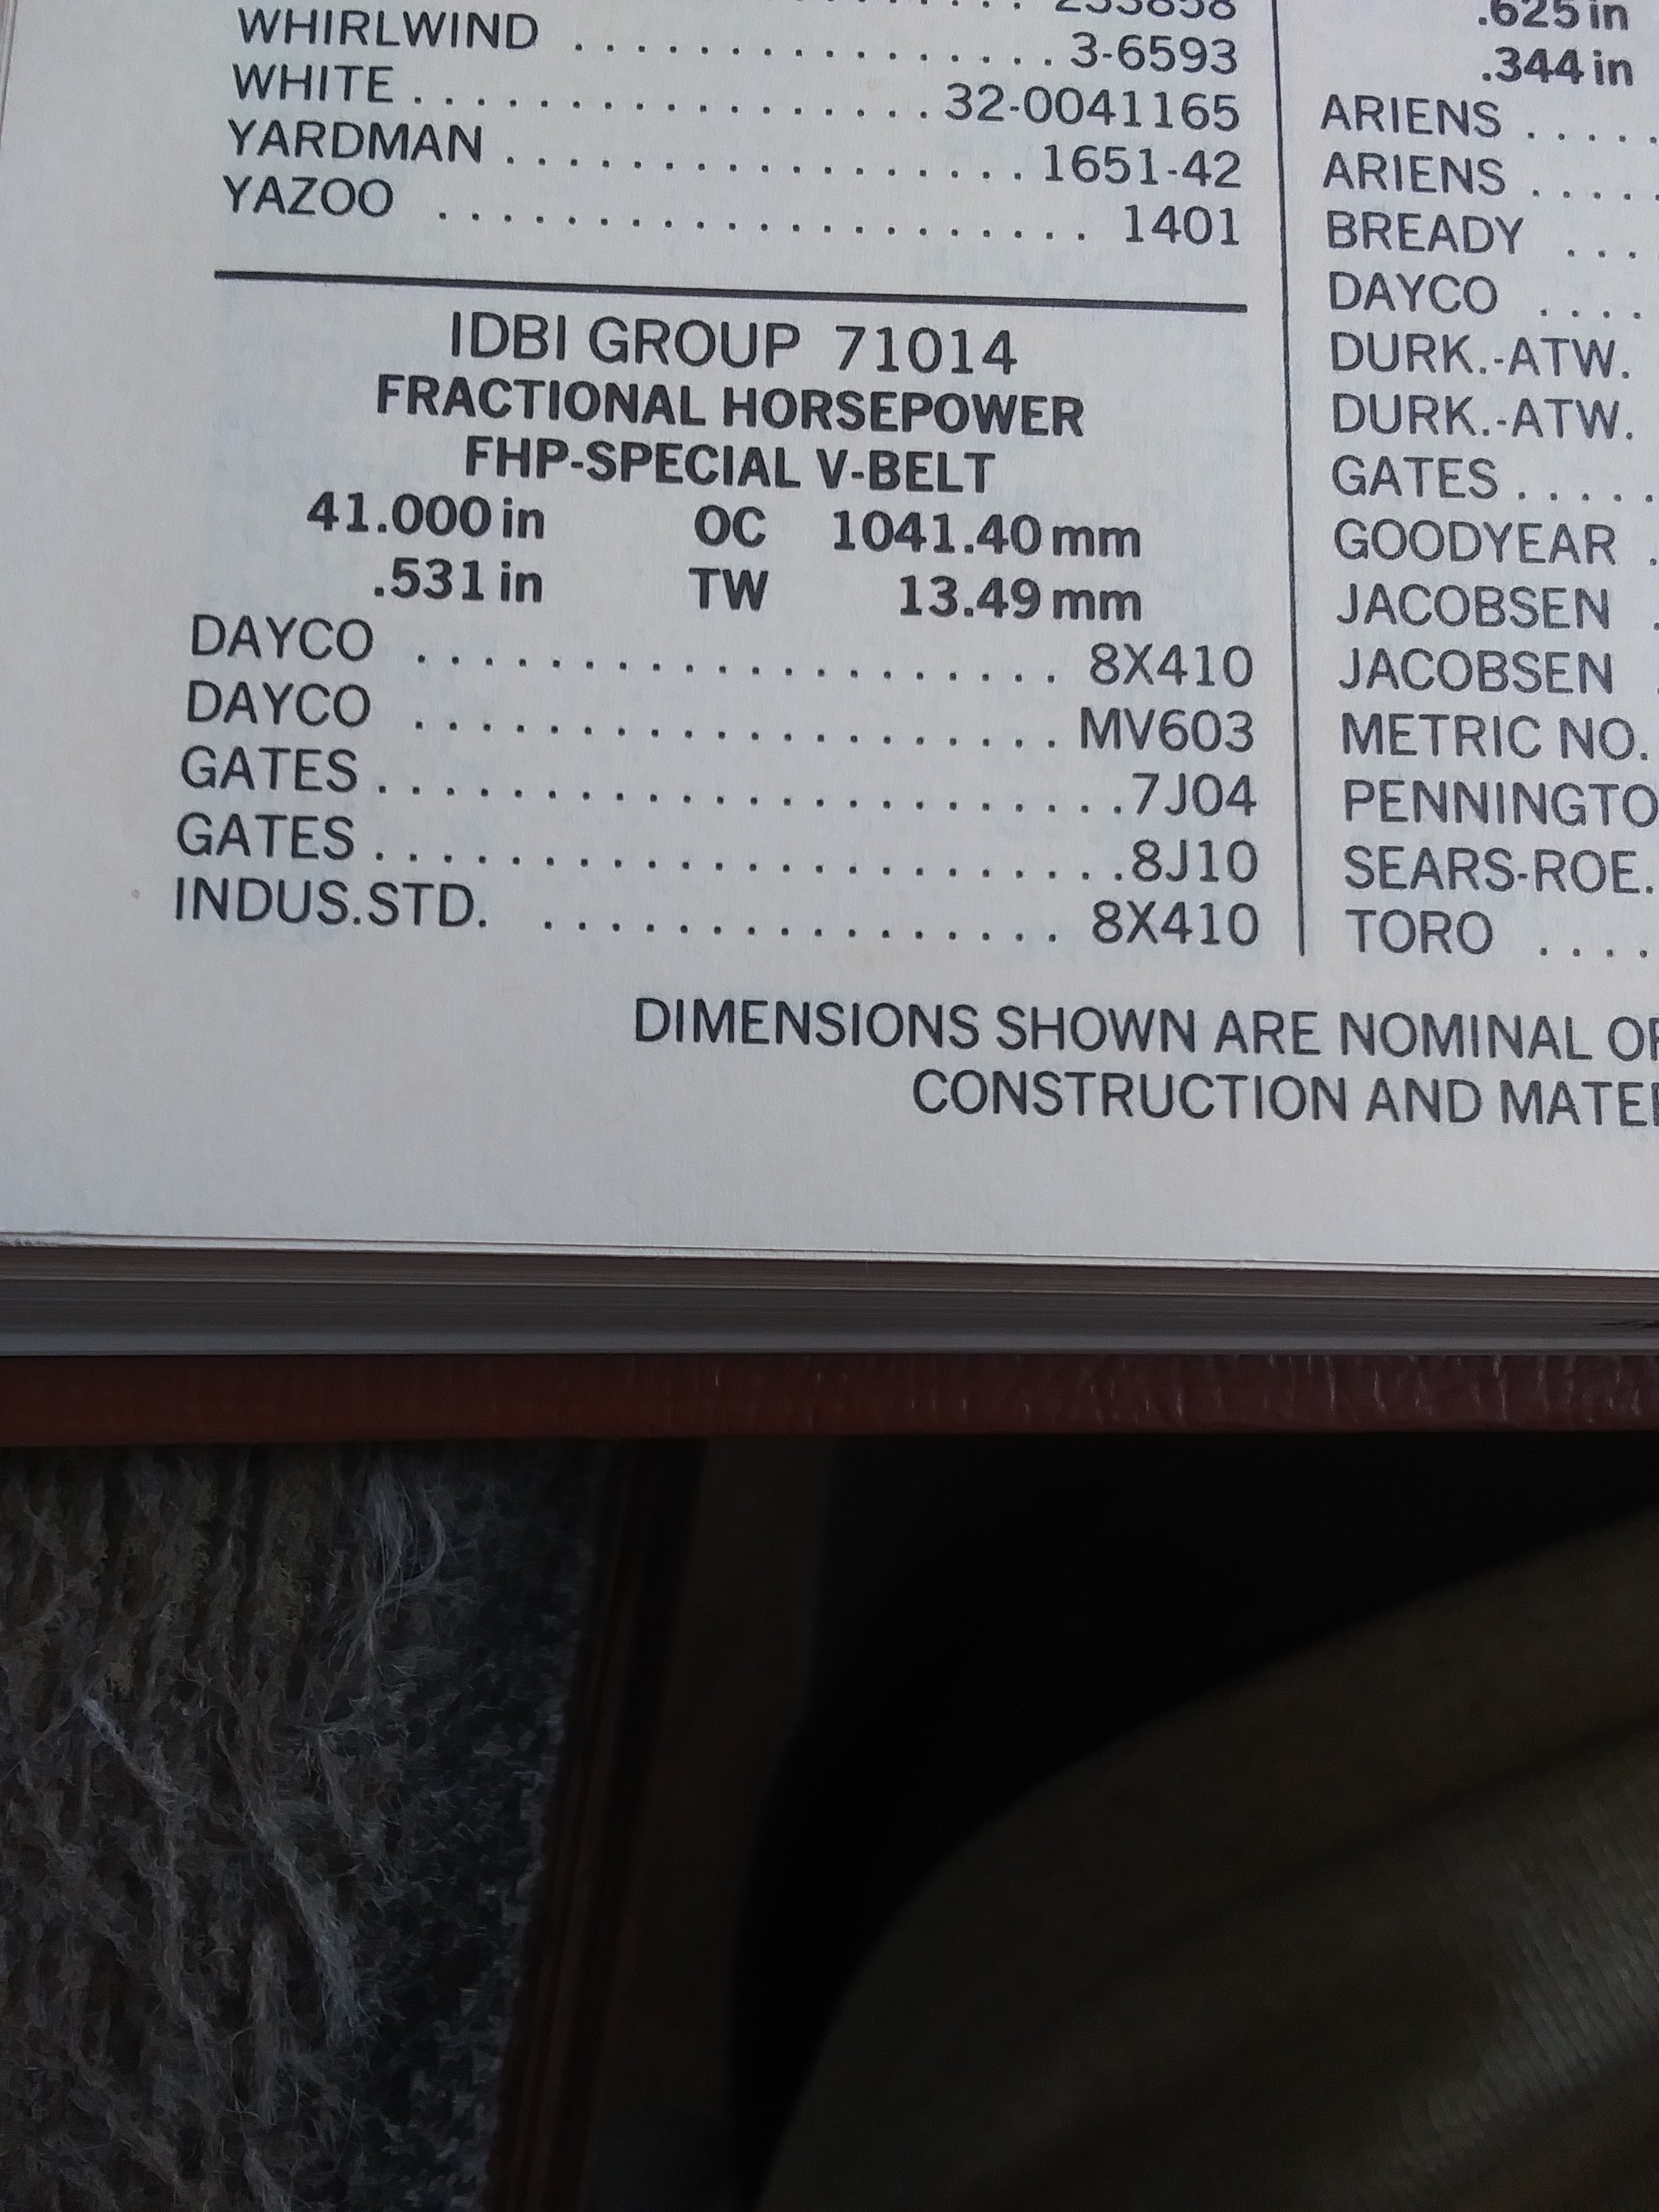 WHIRLWIND . . . . . . . . . . . . . . . . . . 3-6593
WHITE . . . . . . . . . . . . . . . . . . 32-0041165
YARDMAN . . . . . . . . . . . . . . . . . . 1651-42
YAZOO . . . . . . . . . . . . . . . . . . . . . . 1401
IDBI GROUP 71014
FRACTIONAL HORSEPOWER
FHP-SPECIAL V-BELT
41.000 in OC 1041.40 mm
.531 in TW 13.49 mm
DAYCO . . . . . . . . . . . . . . . . . . . . 8X410
DAYCO . . . . . . . . . . . . . . . . . . . . MV603
GATES . . . . . . . . . . . . . . . . . . . . . . . 7J04
GATES . . . . . . . . . . . . . . . . . . . . . . . 8J10
INDUS.STD. . . . . . . . . . . . . . . . . 8X410
.625 in
.344 in
ARIENS . . . .
ARIENS . . . .
BREADY . . .
DAYCO . . . .
DURK.-ATW.
DURK.-ATW.
GATES . . . . .
GOODYEAR .
JACOBSEN .
JACOBSEN .
METRIC NO.
SEARS-ROE.
TORO . . . .
DIMENSIONS SHOWN ARE NOMINAL
CONSTRUCTION AND